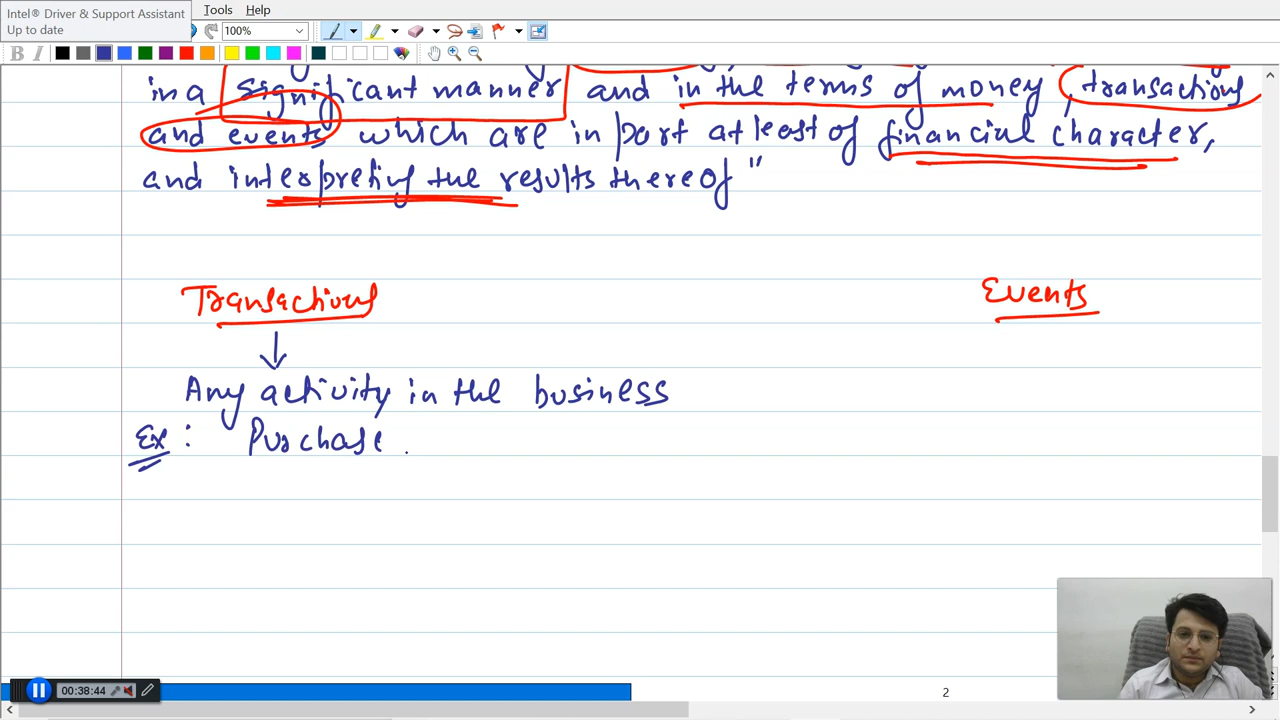 Intel® Driver & Support Assistant
Up to date
Tools Help
100%
B I
in a significant manner and in the terms of money, transactions
and events which are in part at least of financial character,
and interpreting the results thereof"
Transactions
Events
Any activity in the business
Ex: Purchase
00:38:44
2